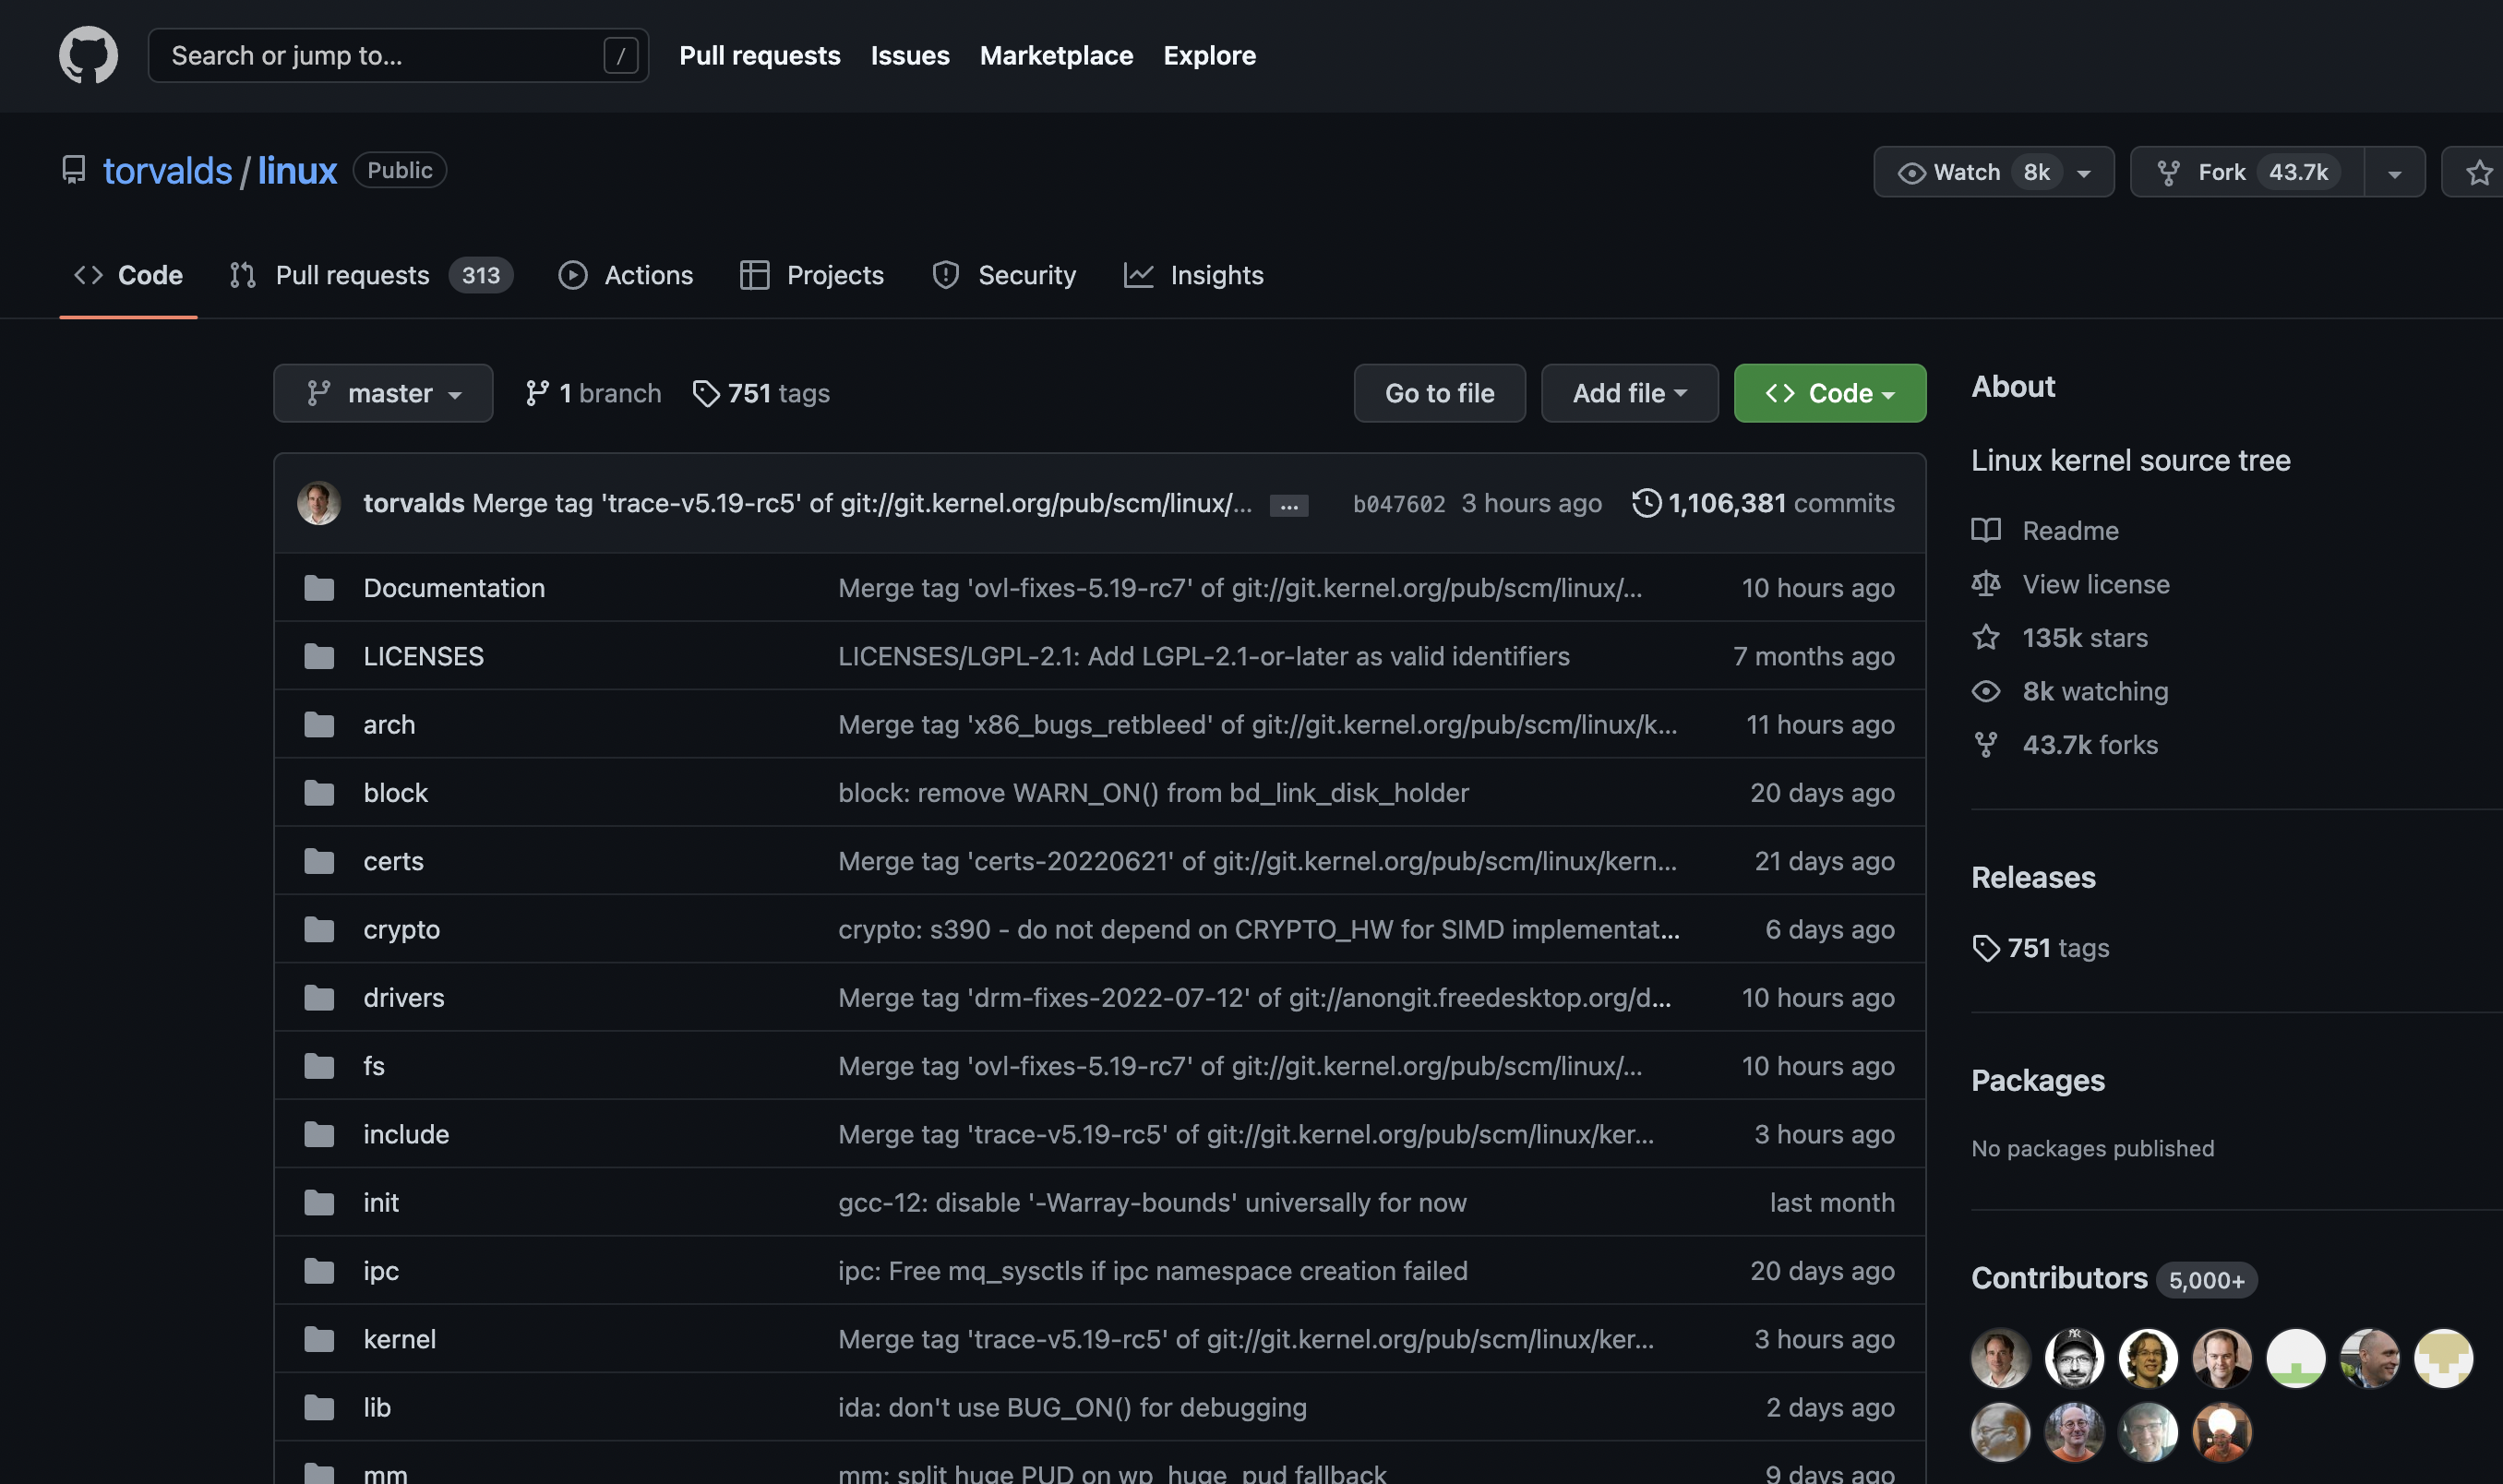 Search or jump to... / Pull requests Issues Marketplace Explore
torvalds / linux Public Watch 8k Fork 43.7k
Code Pull requests 313 Actions Projects Security Insights
master 1 branch 751 tags Go to file Add file Code
torvalds Merge tag 'trace-v5.19-rc5' of git://git.kernel.org/pub/scm/linux/... ... b047602 3 hours ago 1,106,381 commits
Documentation Merge tag 'ovl-fixes-5.19-rc7' of git://git.kernel.org/pub/scm/linux/... 10 hours ago
LICENSES LICENSES/LGPL-2.1: Add LGPL-2.1-or-later as valid identifiers 7 months ago
arch Merge tag 'x86_bugs_retbleed' of git://git.kernel.org/pub/scm/linux/k... 11 hours ago
block block: remove WARN_ON() from bd_link_disk_holder 20 days ago
certs Merge tag 'certs-20220621' of git://git.kernel.org/pub/scm/linux/kern... 21 days ago
crypto crypto: s390 - do not depend on CRYPTO_HW for SIMD implementat... 6 days ago
drivers Merge tag 'drm-fixes-2022-07-12' of git://anongit.freedesktop.org/d... 10 hours ago
fs Merge tag 'ovl-fixes-5.19-rc7' of git://git.kernel.org/pub/scm/linux/... 10 hours ago
include Merge tag 'trace-v5.19-rc5' of git://git.kernel.org/pub/scm/linux/ker... 3 hours ago
init gcc-12: disable '-Warray-bounds' universally for now last month
ipc ipc: Free mq_sysctls if ipc namespace creation failed 20 days ago
kernel Merge tag 'trace-v5.19-rc5' of git://git.kernel.org/pub/scm/linux/ker... 3 hours ago
lib ida: don't use BUG_ON() for debugging 2 days ago
mm mm: split huge PUD on wp_huge_pud fallback 9 days ago
About
Linux kernel source tree
Readme
View license
135k stars
8k watching
43.7k forks
Releases
751 tags
Packages
No packages published
Contributors 5,000+